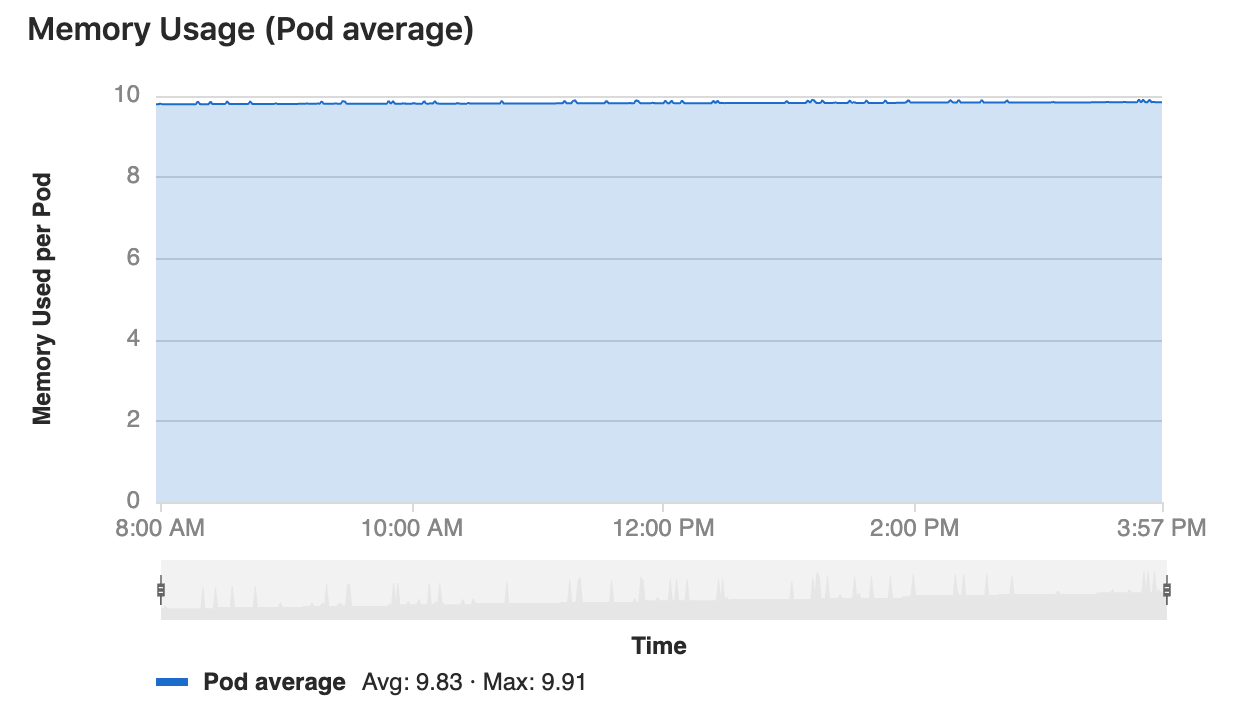 Memory Usage (Pod average)
Memory Used per Pod
10
8
6
4
2
0
8:00 AM 10:00 AM 12:00 PM 2:00 PM 3:57 PM
Time
Pod average Avg: 9.83 · Max: 9.91